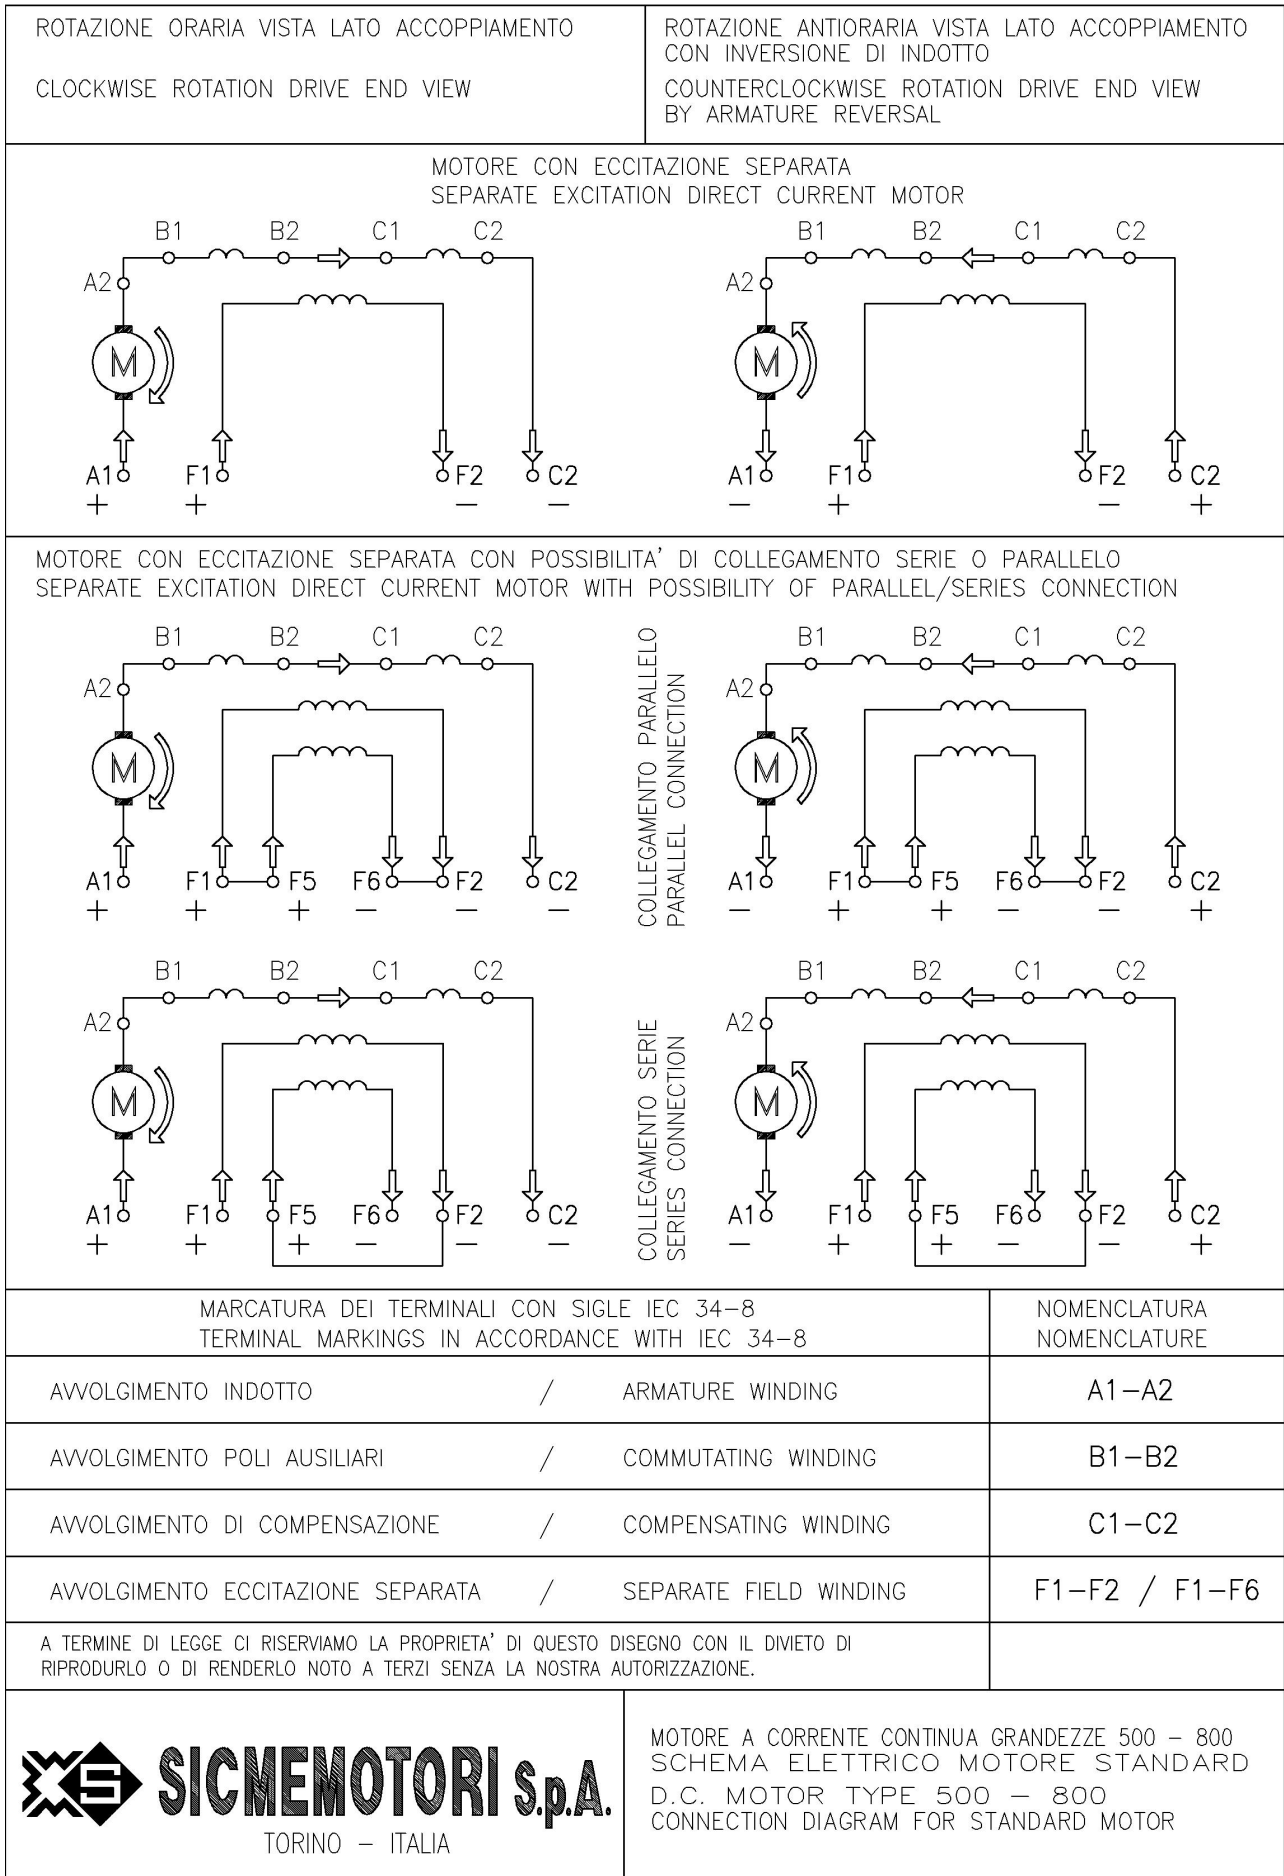 ROTAZIONE ORARIA VISTA LATO ACCOPPIAMENTO
CLOCKWISE ROTATION DRIVE END VIEW
ROTAZIONE ANTIORARIA VISTA LATO ACCOPPIAMENTO
CON INVERSIONE DI INDOTTO
COUNTERCLOCKWISE ROTATION DRIVE END VIEW
BY ARMATURE REVERSAL
MOTORE CON ECCITAZIONE SEPARATA
SEPARATE EXCITATION DIRECT CURRENT MOTOR
B1 B2 C1 C2
A2
M
A1 F1 F2 C2
+ + − −
B1 B2 C1 C2
A2
M
A1 F1 F2 C2
− + − +
MOTORE CON ECCITAZIONE SEPARATA CON POSSIBILITA' DI COLLEGAMENTO SERIE O PARALLELO
SEPARATE EXCITATION DIRECT CURRENT MOTOR WITH POSSIBILITY OF PARALLEL/SERIES CONNECTION
B1 B2 C1 C2
A2
M
A1 F1 F5 F6 F2 C2
+ + + − − −
COLLEGAMENTO PARALLELO
PARALLEL CONNECTION
B1 B2 C1 C2
A2
M
A1 F1 F5 F6 F2 C2
− + + − − +
B1 B2 C1 C2
A2
M
A1 F1 F5 F6 F2 C2
+ + + − − −
COLLEGAMENTO SERIE
SERIES CONNECTION
B1 B2 C1 C2
A2
M
A1 F1 F5 F6 F2 C2
− + + − − +
MARCATURA DEI TERMINALI CON SIGLE IEC 34−8
TERMINAL MARKINGS IN ACCORDANCE WITH IEC 34−8
NOMENCLATURA
NOMENCLATURE
AVVOLGIMENTO INDOTTO / ARMATURE WINDING A1−A2
AVVOLGIMENTO POLI AUSILIARI / COMMUTATING WINDING B1−B2
AVVOLGIMENTO DI COMPENSAZIONE / COMPENSATING WINDING C1−C2
AVVOLGIMENTO ECCITAZIONE SEPARATA / SEPARATE FIELD WINDING F1−F2 / F1−F6
A TERMINE DI LEGGE CI RISERVIAMO LA PROPRIETA' DI QUESTO DISEGNO CON IL DIVIETO DI
RIPRODURLO O DI RENDERLO NOTO A TERZI SENZA LA NOSTRA AUTORIZZAZIONE.
SICMEMOTORI S.p.A.
TORINO − ITALIA
MOTORE A CORRENTE CONTINUA GRANDEZZE 500 − 800
SCHEMA ELETTRICO MOTORE STANDARD
D.C. MOTOR TYPE 500 − 800
CONNECTION DIAGRAM FOR STANDARD MOTOR